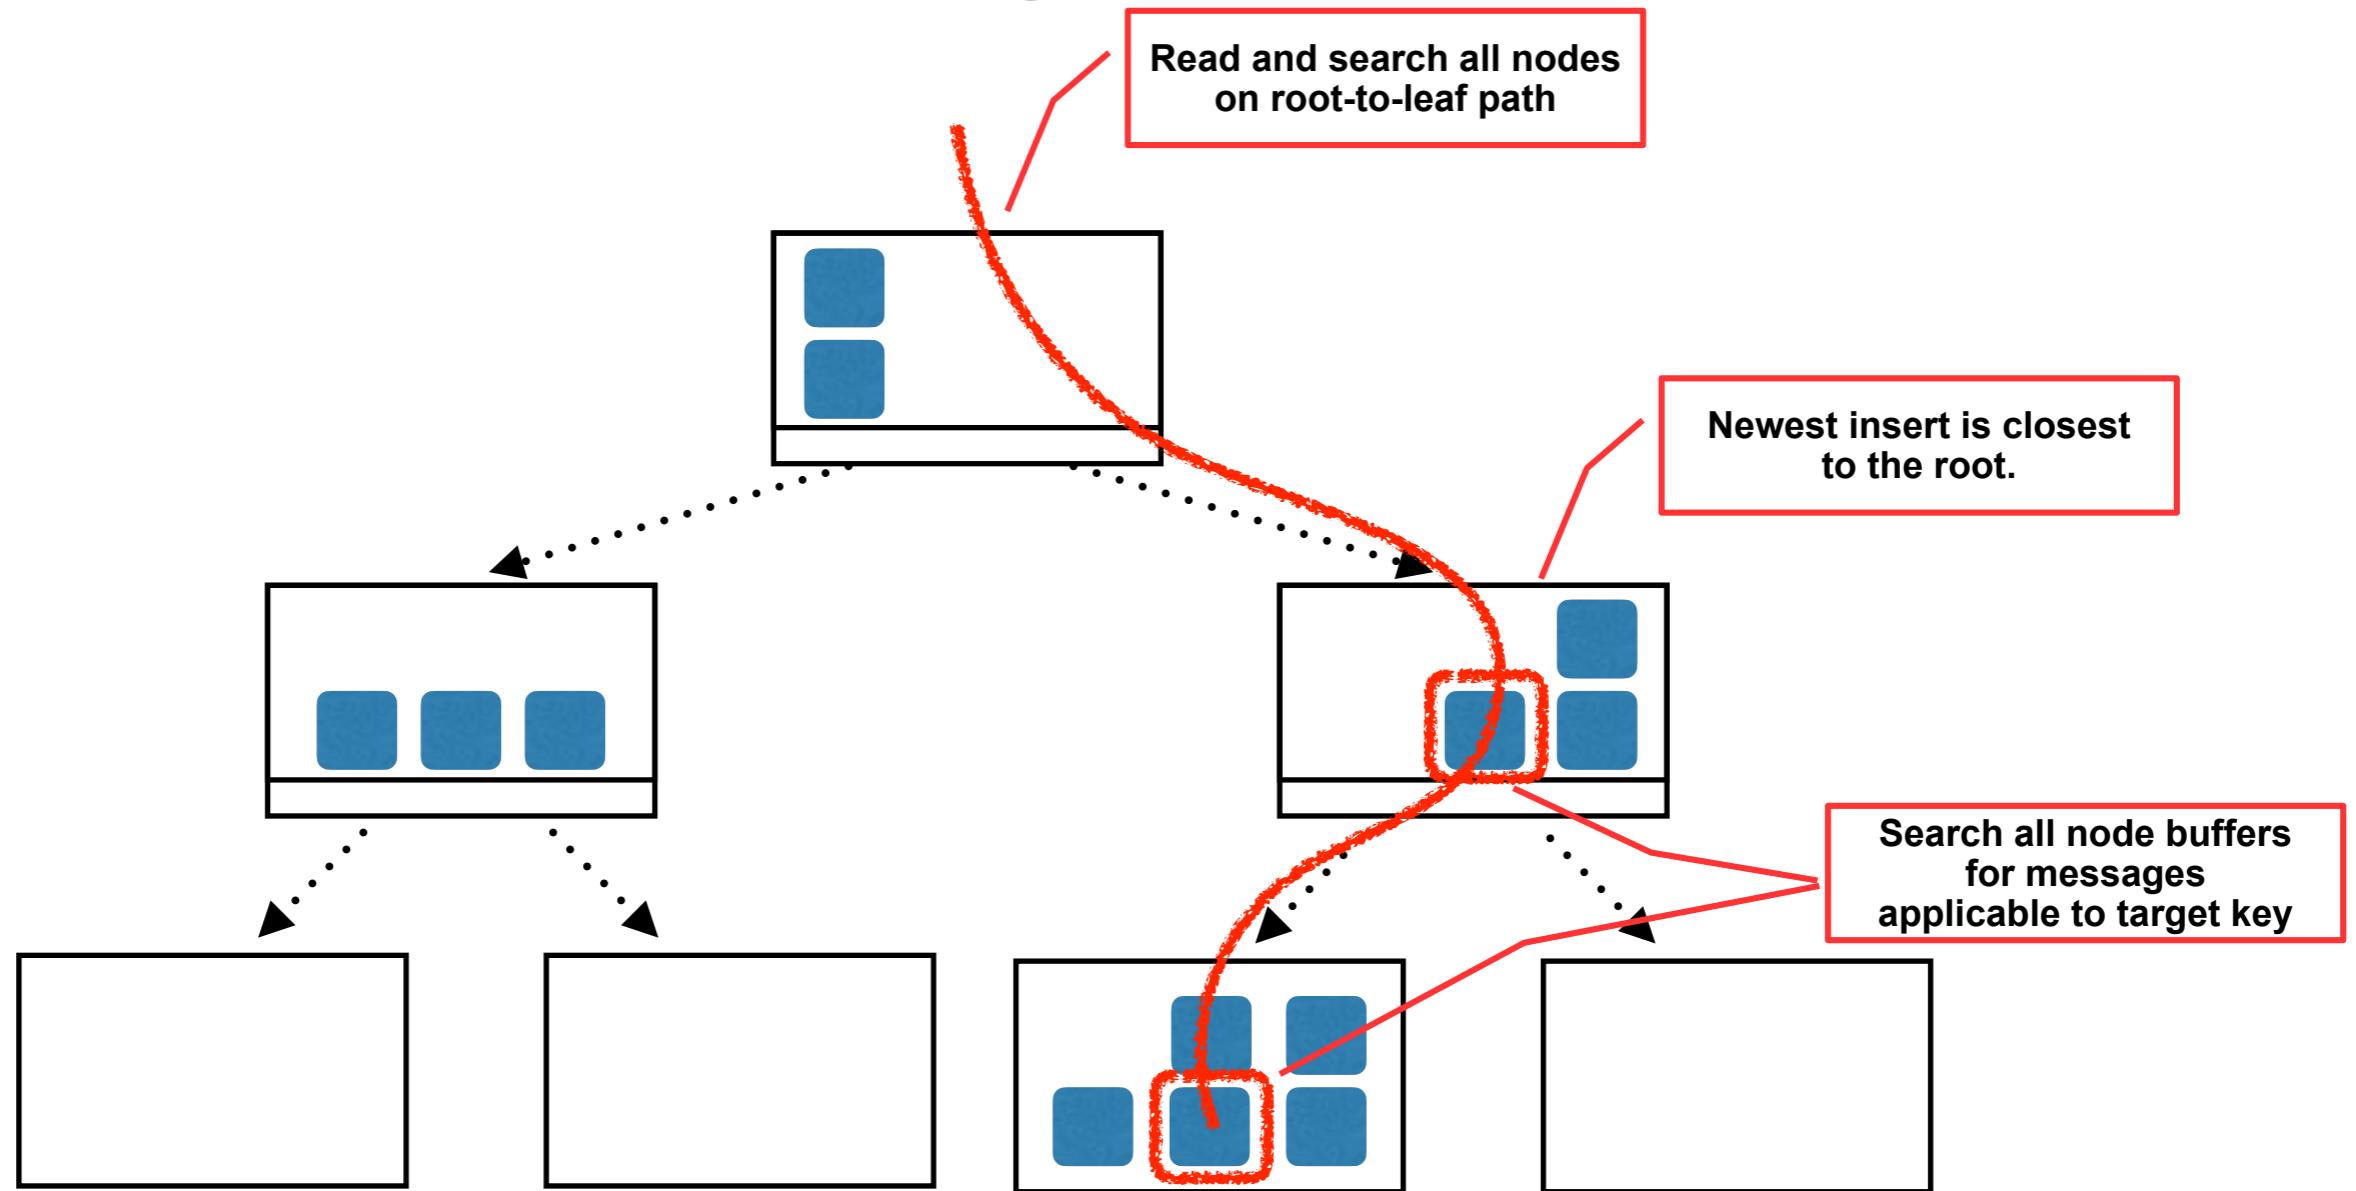 Read and search all nodes
on root-to-leaf path
Newest insert is closest
to the root.
Search all node buffers
for messages
applicable to target key